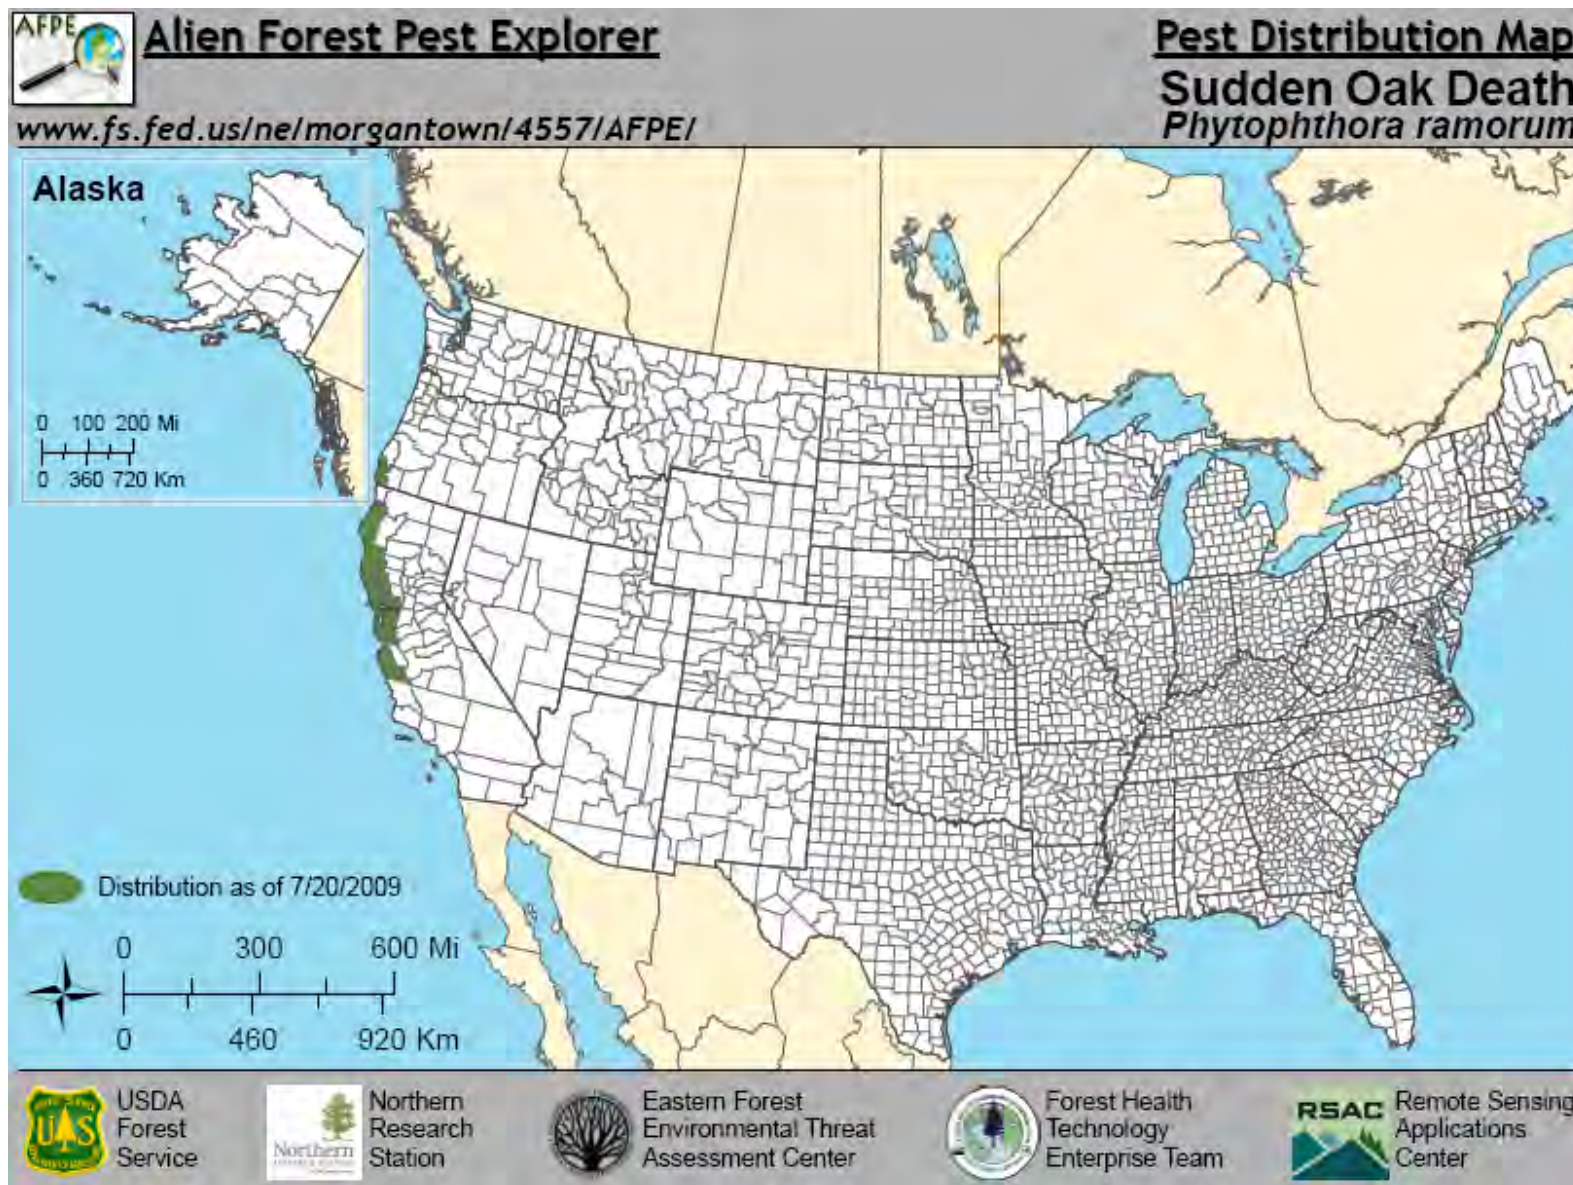 AFPE
Alien Forest Pest Explorer
www.fs.fed.us/ne/morgantown/4557/AFPE/
Pest Distribution Map
Sudden Oak Death
Phytophthora ramorum
Alaska
0 100 200 Mi
0 360 720 Km
Distribution as of 7/20/2009
0 300 600 Mi
0 460 920 Km
UAS
USDA
Forest
Service
Northern
Northern
Research
Station
Eastern Forest
Environmental Threat
Assessment Center
Forest Health
Technology
Enterprise Team
RSAC
Remote Sensing
Applications
Center